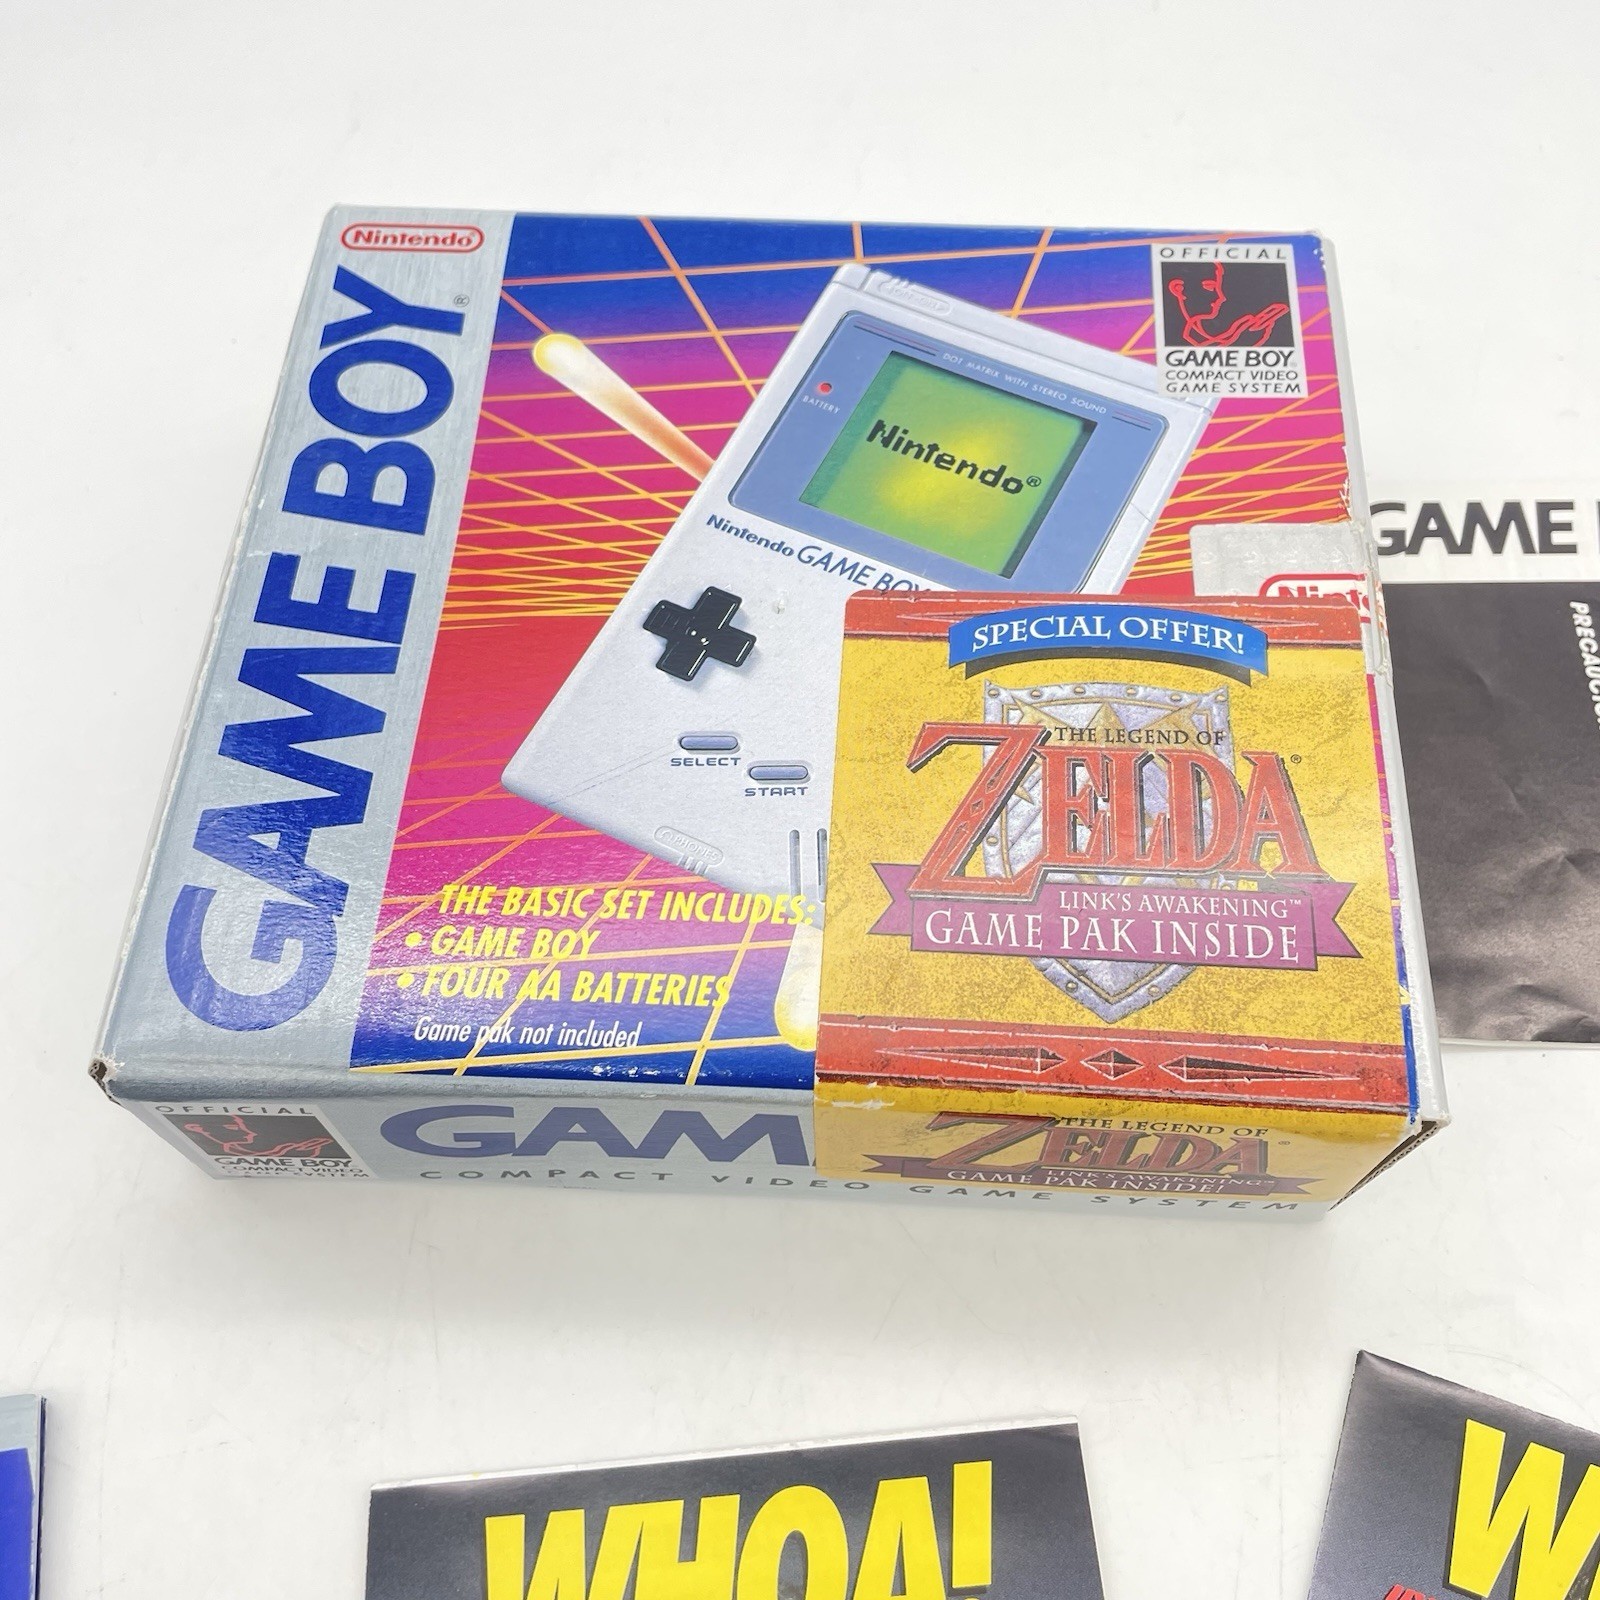 Nintendo®
GAME BOY®
OFFICIAL
GAME BOY®
COMPACT VIDEO
GAME SYSTEM
DOT MATRIX WITH STEREO SOUND
BATTERY
Nintendo®
Nintendo GAME BOY
SELECT
START
THE BASIC SET INCLUDES:
• GAME BOY
• FOUR AA BATTERIES
Game pak not included
SPECIAL OFFER!
THE LEGEND OF
ZELDA®
LINK'S AWAKENING™
GAME PAK INSIDE
OFFICIAL
GAME BOY
COMPACT VIDEO
GAME SYSTEM
GAM
COMPACT VIDEO GAME SYSTEM
THE LEGEND OF
ZELDA®
LINK'S AWAKENING™
GAME PAK INSIDE!
GAME
WHOA!